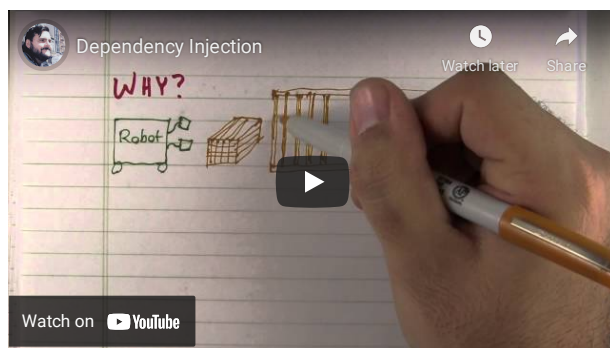 Dependency Injection
Watch later
Share
WHY?
Robot
Watch on YouTube